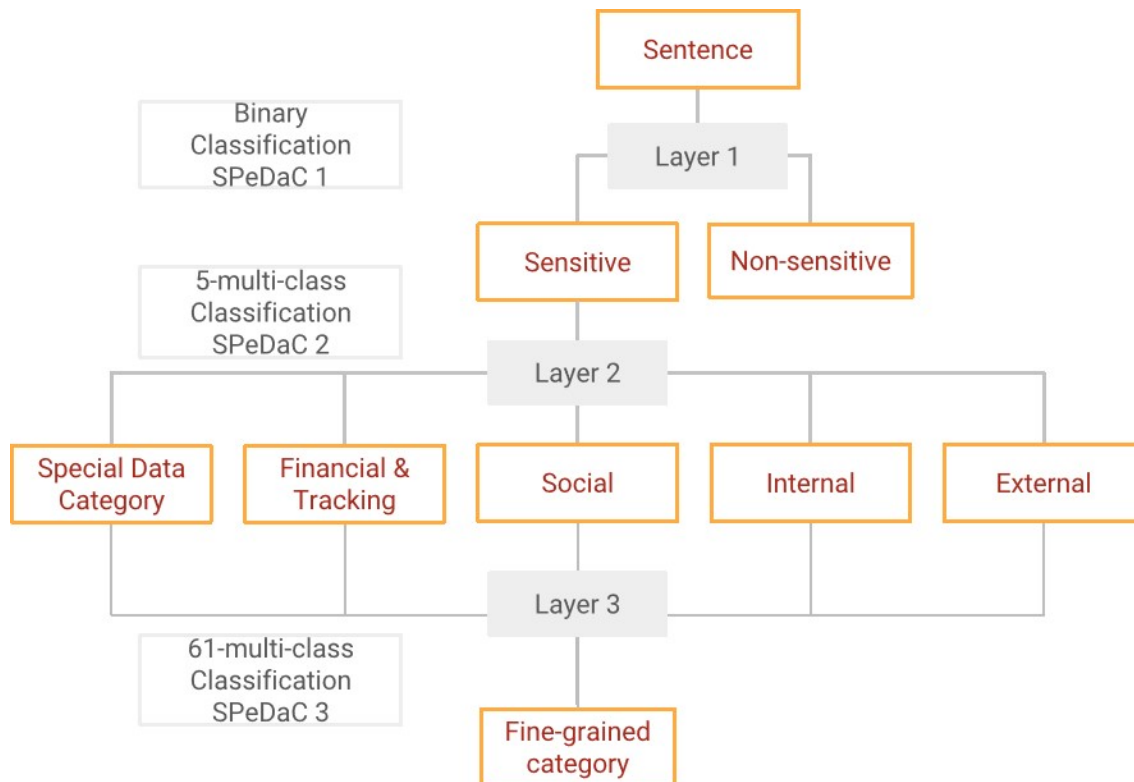 Sentence
Binary
Classification
SPeDaC 1
Layer 1
Sensitive
Non-sensitive
5-multi-class
Classification
SPeDaC 2
Layer 2
Special Data
Category
Financial &
Tracking
Social
Internal
External
Layer 3
61-multi-class
Classification
SPeDaC 3
Fine-grained
category